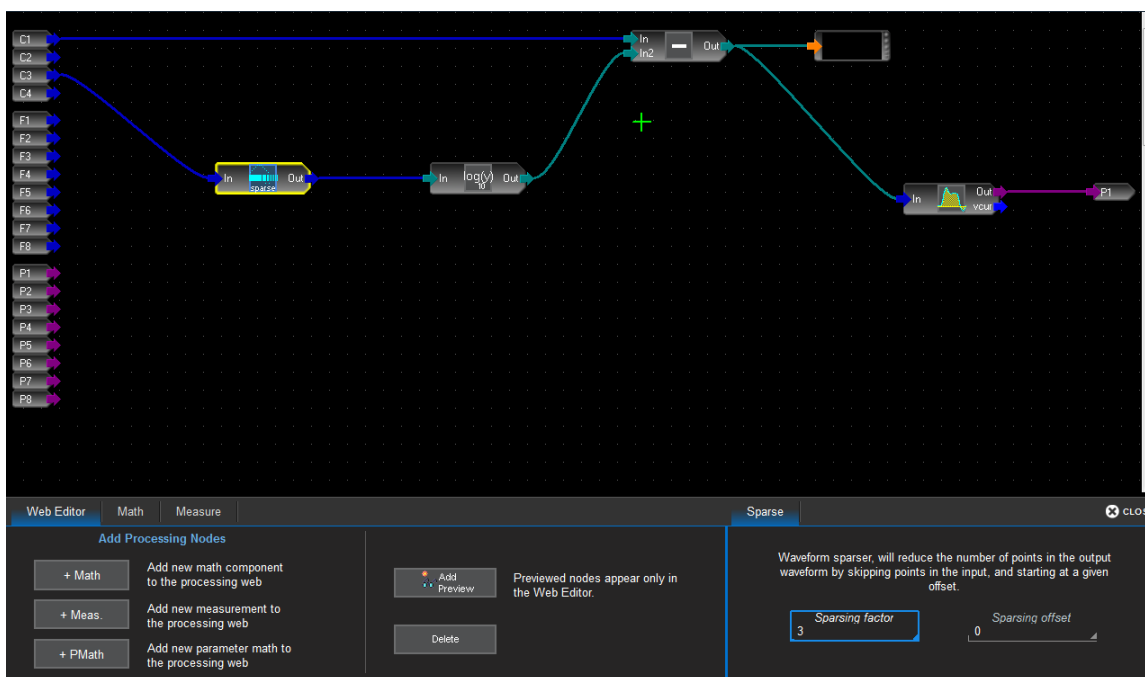 C1
C2
C3
C4
F1
F2
F3
F4
F5
F6
F7
F8
P1
P2
P3
P4
P5
P6
P7
P8
In Out
In2
In sparse Out
In log(y) 10 Out
In Out
vcur
P1
Web Editor Math Measure
Add Processing Nodes
+ Math
Add new math component
to the processing web
+ Meas.
Add new measurement to
the processing web
+ PMath
Add new parameter math to
the processing web
Add
Preview
Previewed nodes appear only in
the Web Editor.
Delete
Sparse
CLOS
Waveform sparser, will reduce the number of points in the output
waveform by skipping points in the input, and starting at a given
offset.
Sparsing factor
3
Sparsing offset
0